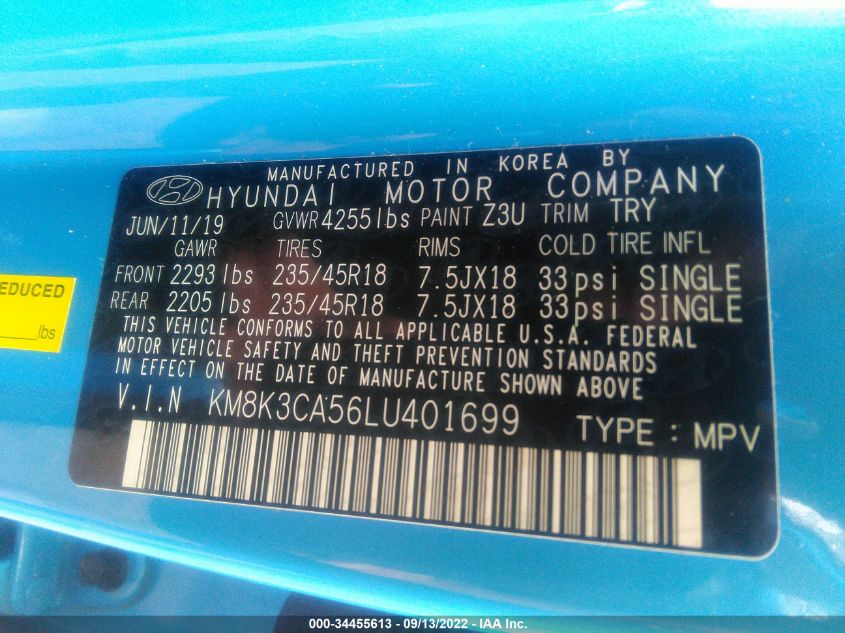 MANUFACTURED IN KOREA BY
HYUNDAI MOTOR COMPANY
JUN/11/19 GVWR 4255lbs PAINT Z3U TRIM TRY
GAWR TIRES RIMS COLD TIRE INFL
FRONT 2293lbs 235/45R18 7.5JX18 33psi SINGLE
REAR 2205lbs 235/45R18 7.5JX18 33psi SINGLE
THIS VEHICLE CONFORMS TO ALL APPLICABLE U.S.A. FEDERAL
MOTOR VEHICLE SAFETY AND THEFT PREVENTION STANDARDS
IN EFFECT ON THE DATE OF MANUFACTURE SHOWN ABOVE
V.I.N KM8K3CA56LU401699 TYPE : MPV
EDUCED
lbs
000-34455613 - 09/13/2022 - IAA Inc.